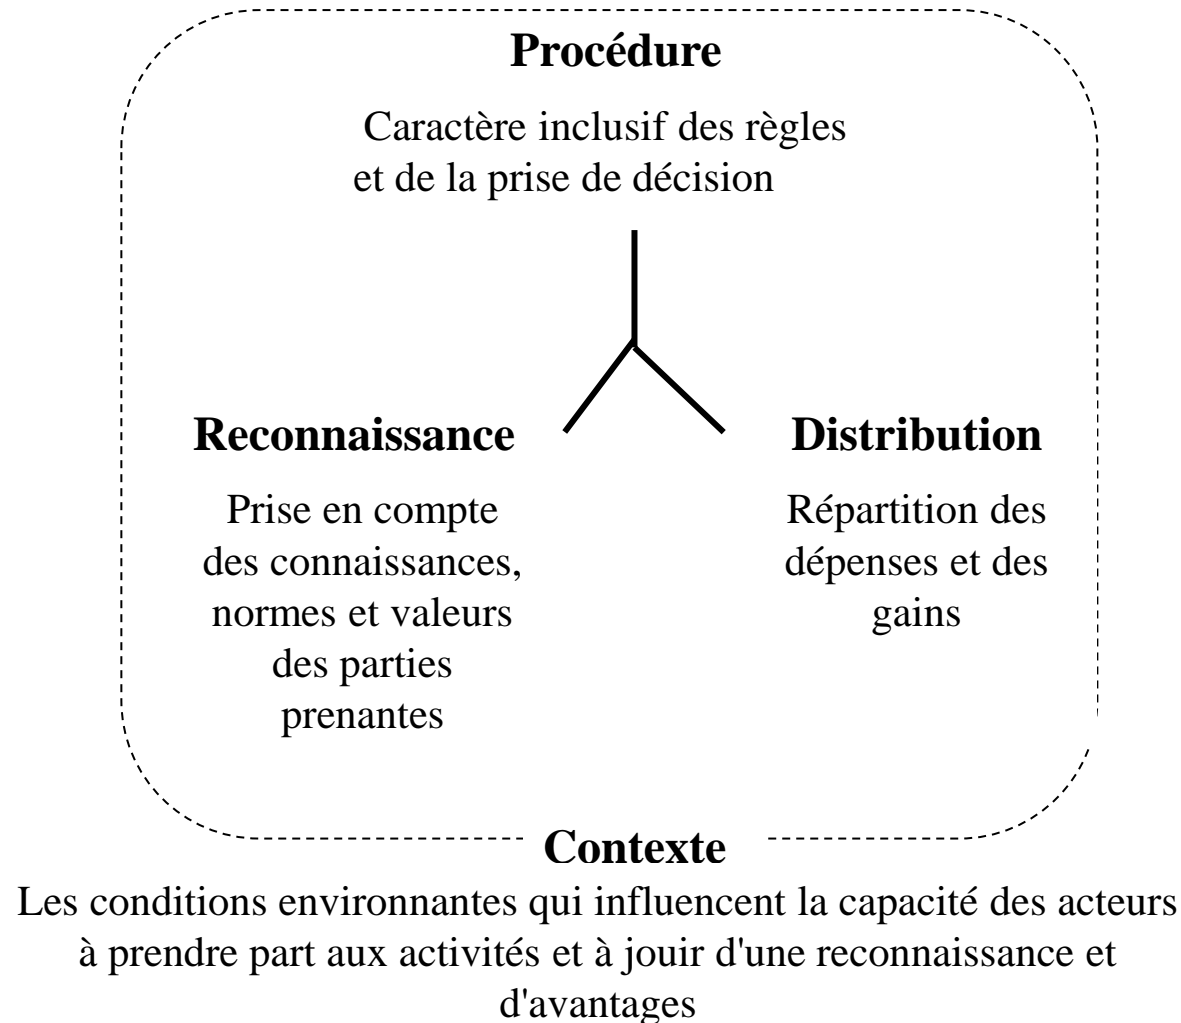 Procédure
Caractère inclusif des règles
et de la prise de décision
Reconnaissance
Prise en compte
des connaissances,
normes et valeurs
des parties
prenantes
Distribution
Répartition des
dépenses et des
gains
Contexte
Les conditions environnantes qui influencent la capacité des acteurs
à prendre part aux activités et à jouir d'une reconnaissance et
d'avantages